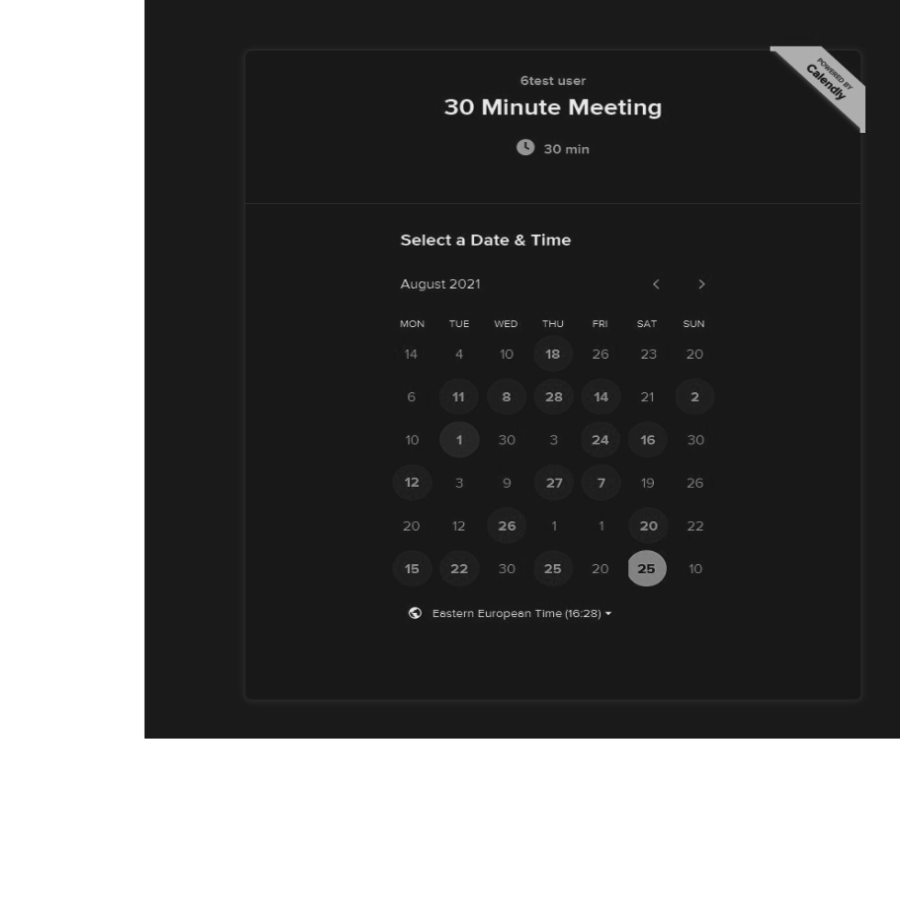 POWERED BY
Calendly
6test user
30 Minute Meeting
30 min
Select a Date & Time
August 2021
MON TUE WED THU FRI SAT SUN
14 4 10 18 26 23 20
6 11 8 28 14 21 2
10 1 30 3 24 16 30
12 3 9 27 7 19 26
20 12 26 1 1 20 22
15 22 30 25 20 25 10
Eastern European Time (16:28)